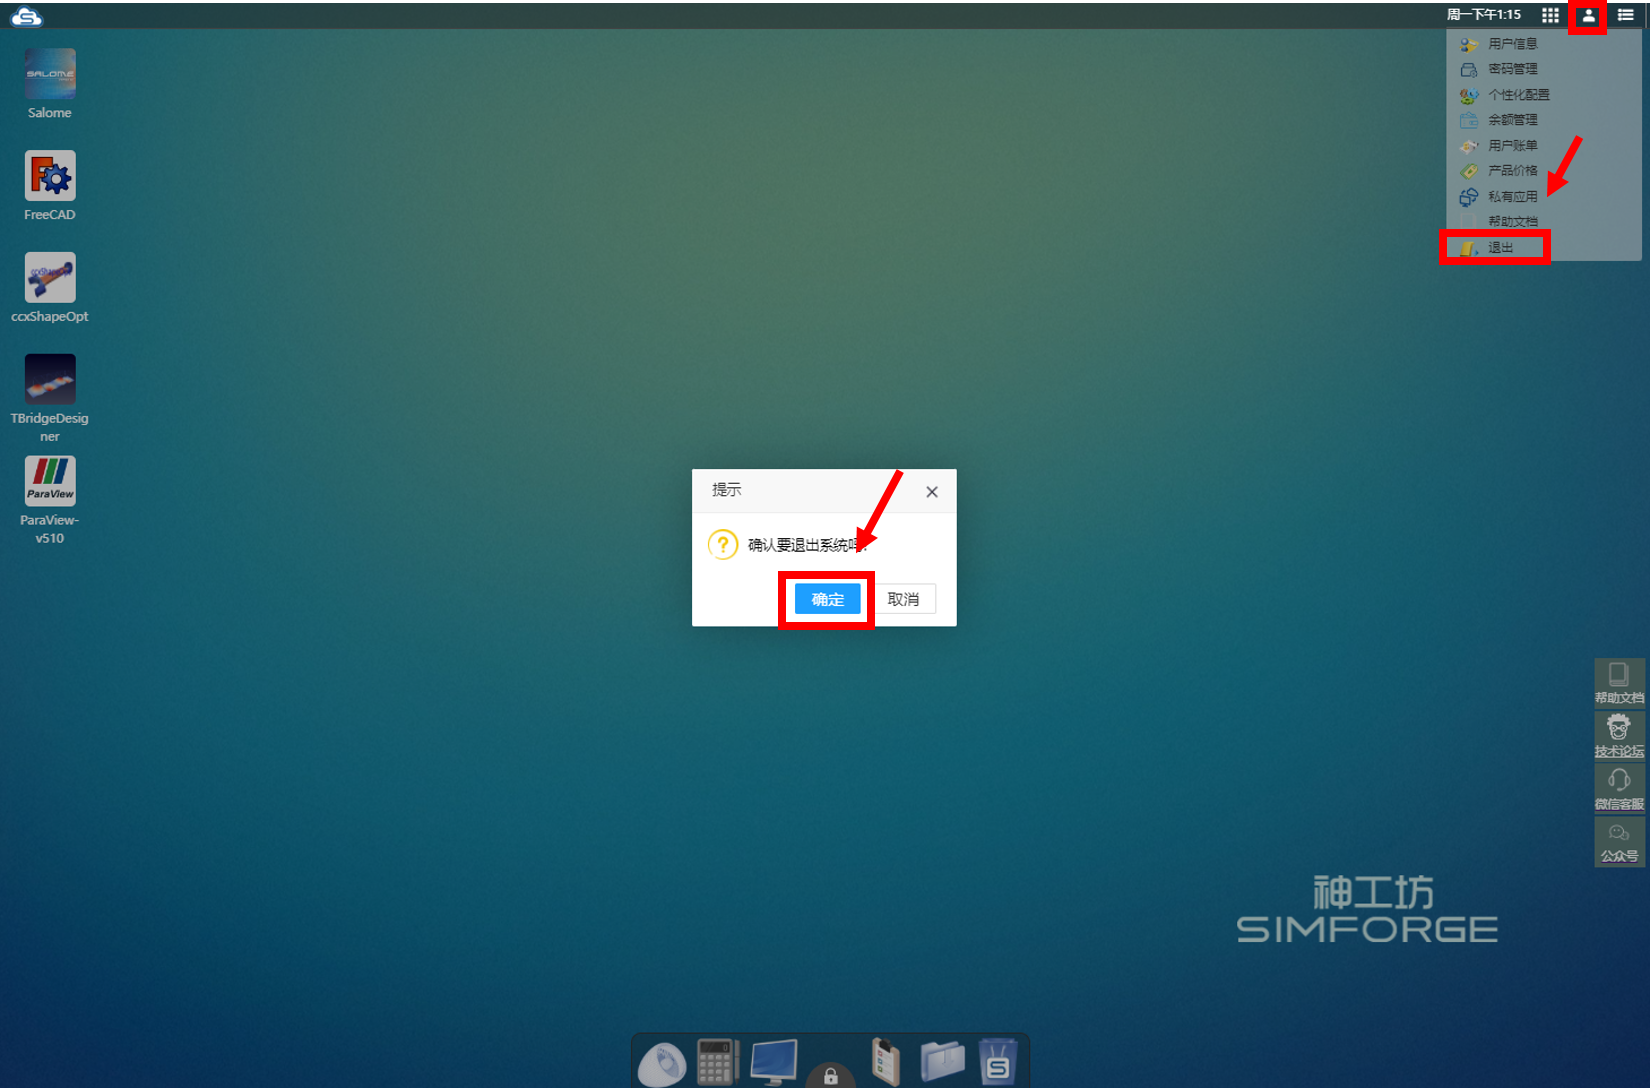 周一下午1:15
用户信息
密码管理
个性化配置
余额管理
用户账单
产品价格
私有应用
帮助文档
退出
SALOME
Salome
FreeCAD
ccxShapeOpt
TBridgeDesig
ner
ParaView
ParaView-
v510
提示
确认要退出系统吗?
确定
取消
帮助文档
技术论坛
微信客服
公众号
神工坊
SIMFORGE